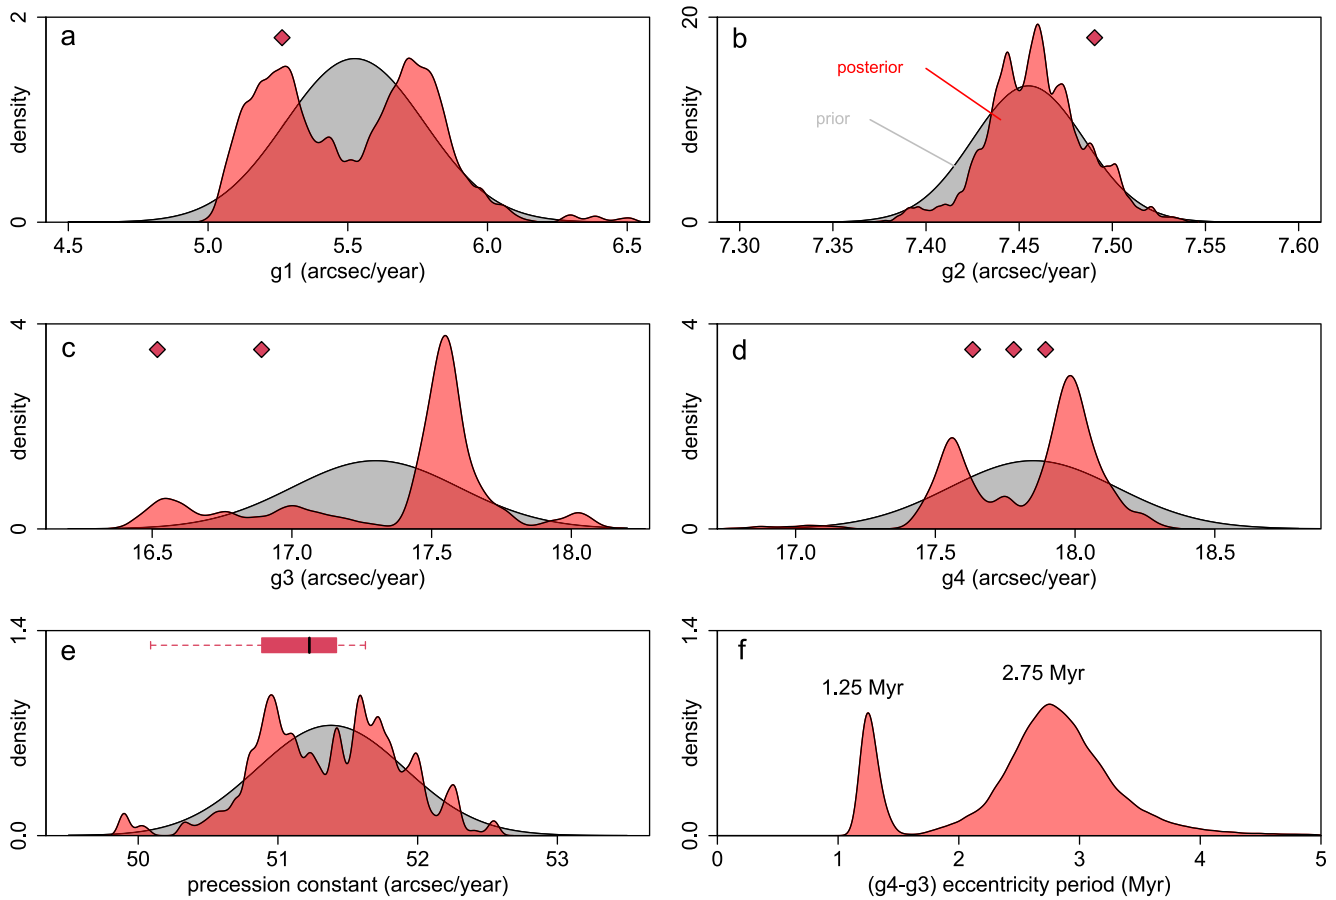 a
2
0
density
4.5 5.0 5.5 6.0 6.5
g1 (arcsec/year)
b
20
0
density
posterior
prior
7.30 7.35 7.40 7.45 7.50 7.55 7.60
g2 (arcsec/year)
c
4
0
density
16.5 17.0 17.5 18.0
g3 (arcsec/year)
d
4
0
density
17.0 17.5 18.0 18.5
g4 (arcsec/year)
e
1.4
0.0
density
50 51 52 53
precession constant (arcsec/year)
f
1.4
0.0
density
1.25 Myr
2.75 Myr
0 1 2 3 4 5
(g4-g3) eccentricity period (Myr)